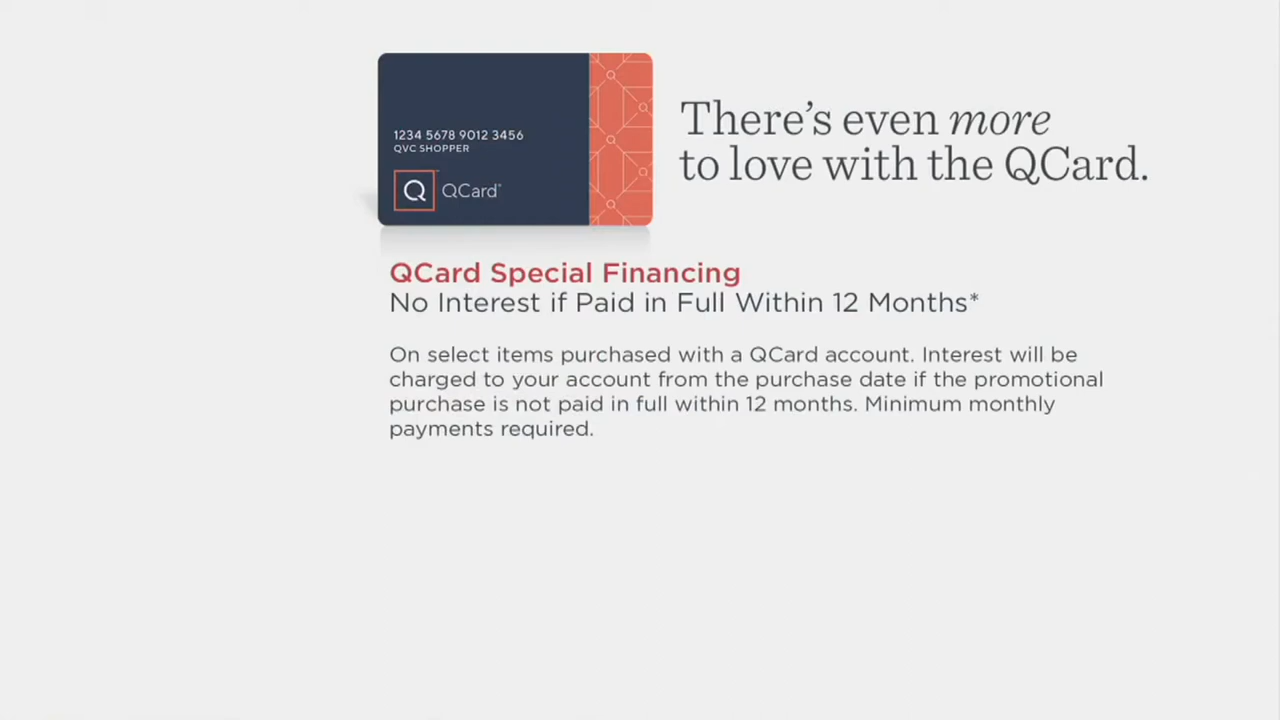 There's even more
to love with the QCard.
1234 5678 9012 3456
QVC SHOPPER
Q QCard
QCard Special Financing
No Interest if Paid in Full Within 12 Months*
On select items purchased with a QCard account. Interest will be
charged to your account from the purchase date if the promotional
purchase is not paid in full within 12 months. Minimum monthly
payments required.